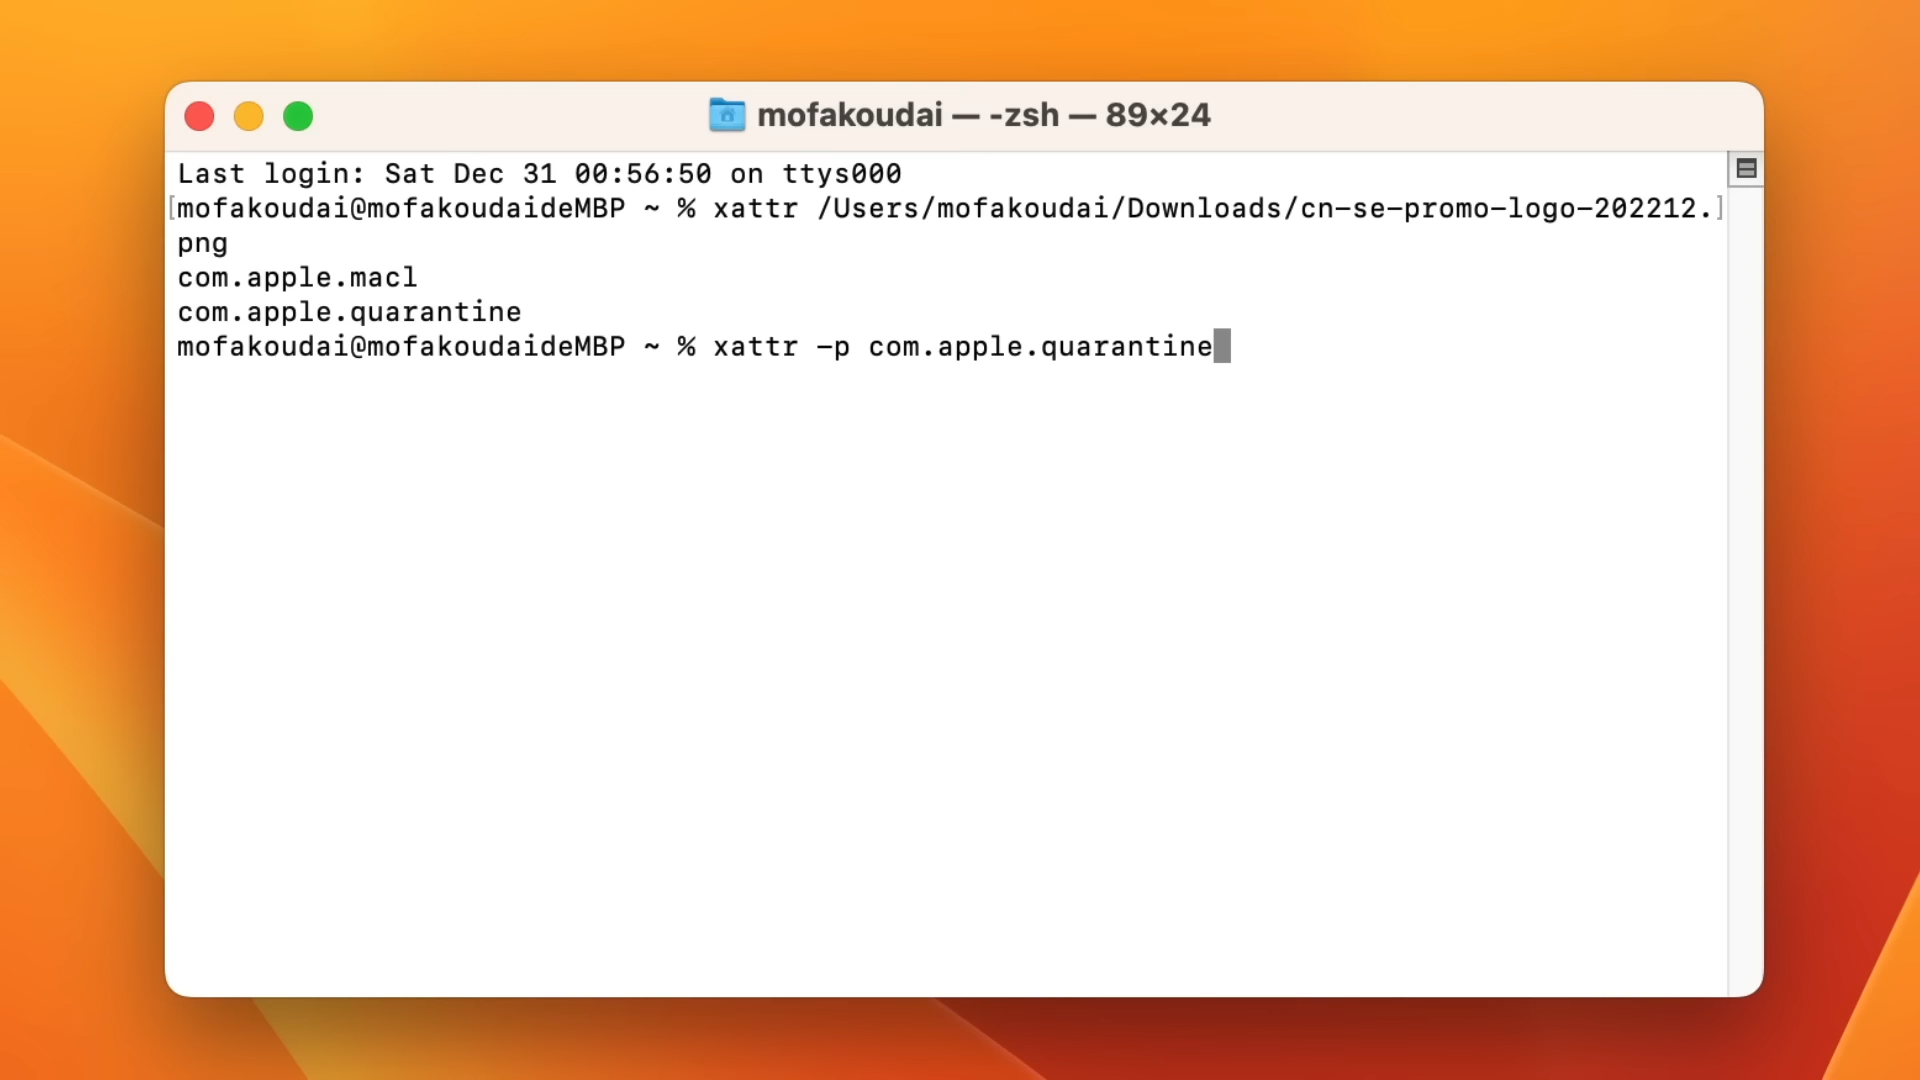 mofakoudai — -zsh — 89×24
Last login: Sat Dec 31 00:56:50 on ttys000
[mofakoudai@mofakoudaideMBP ~ % xattr /Users/mofakoudai/Downloads/cn-se-promo-logo-202212.]
png
com.apple.macl
com.apple.quarantine
mofakoudai@mofakoudaideMBP ~ % xattr -p com.apple.quarantine